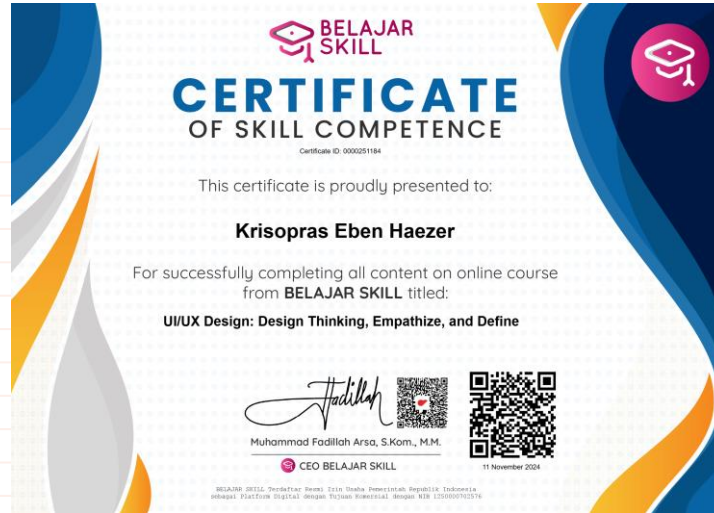 BELAJAR
SKILL
CERTIFICATE
OF SKILL COMPETENCE
Certificate ID: 0000251184
This certificate is proudly presented to:
Krisopras Eben Haezer
For successfully completing all content on online course
from BELAJAR SKILL titled:
UI/UX Design: Design Thinking, Empathize, and Define
Fadillah
Muhammad Fadillah Arsa, S.Kom., M.M.
CEO BELAJAR SKILL
11 November 2024
BELAJAR SKILL Terdaftar Resmi Izin Usaha Pemerintah Republik Indonesia
sebagai Platform Digital dengan Tujuan Komersial dengan NIB 1250000702576